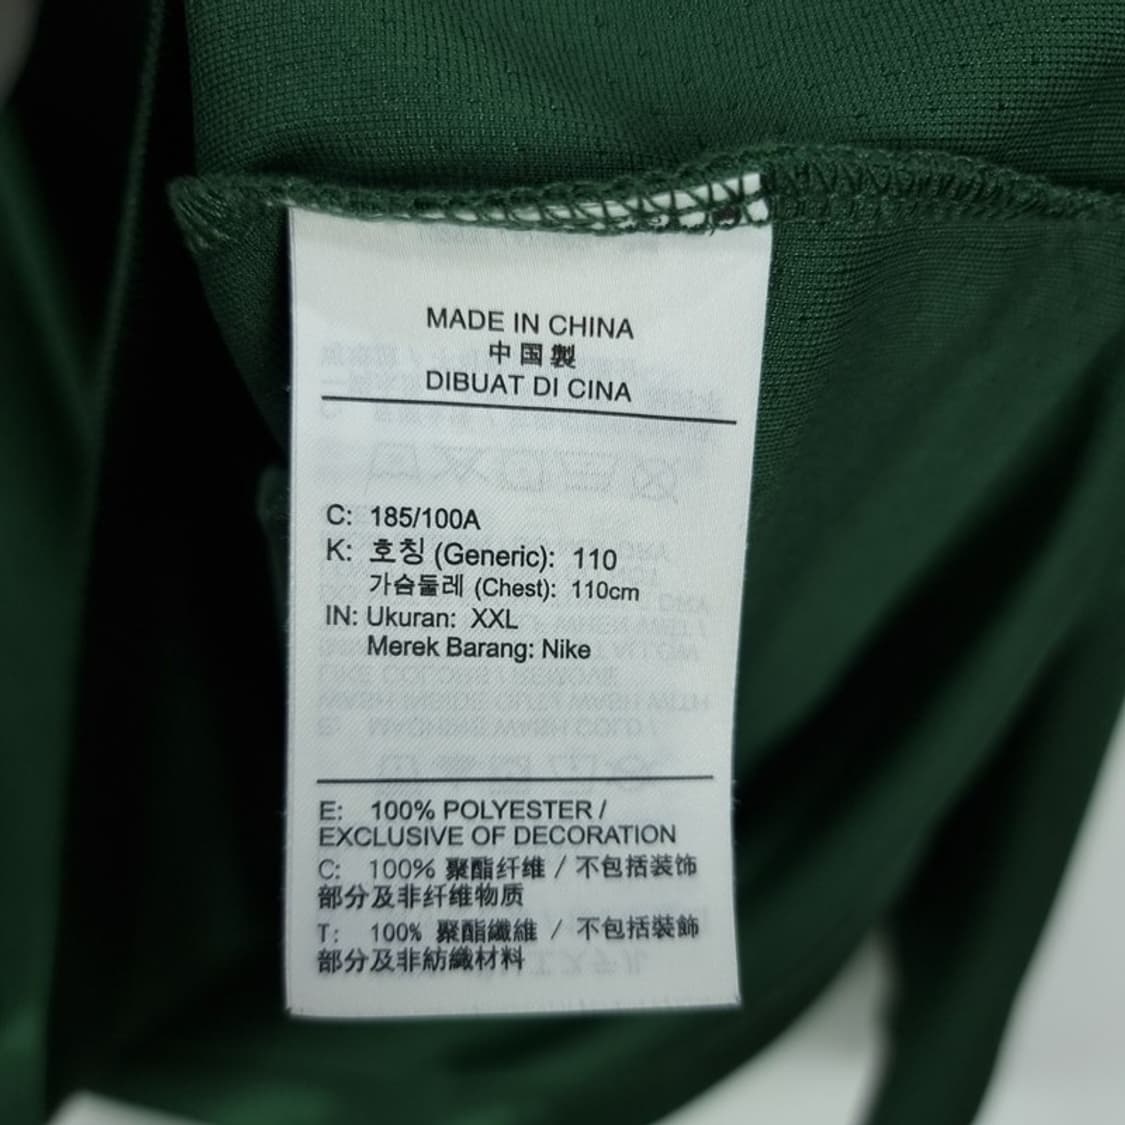 MADE IN CHINA
中国製
DIBUAT DI CINA
C: 185/100A
K: 호칭 (Generic): 110
가슴둘레 (Chest): 110cm
IN: Ukuran: XXL
Merek Barang: Nike
E: 100% POLYESTER /
EXCLUSIVE OF DECORATION
C: 100% 聚酯纤维 / 不包括装饰
部分及非纤维物质
T: 100% 聚酯纖維 / 不包括裝飾
部分及非紡織材料